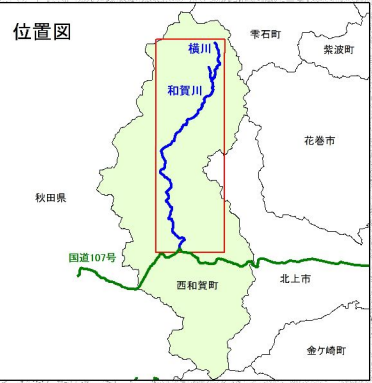 位置図
雫石町
横川
紫波町
和賀川
花巻市
秋田県
国道107号
北上市
西和賀町
金ケ崎町